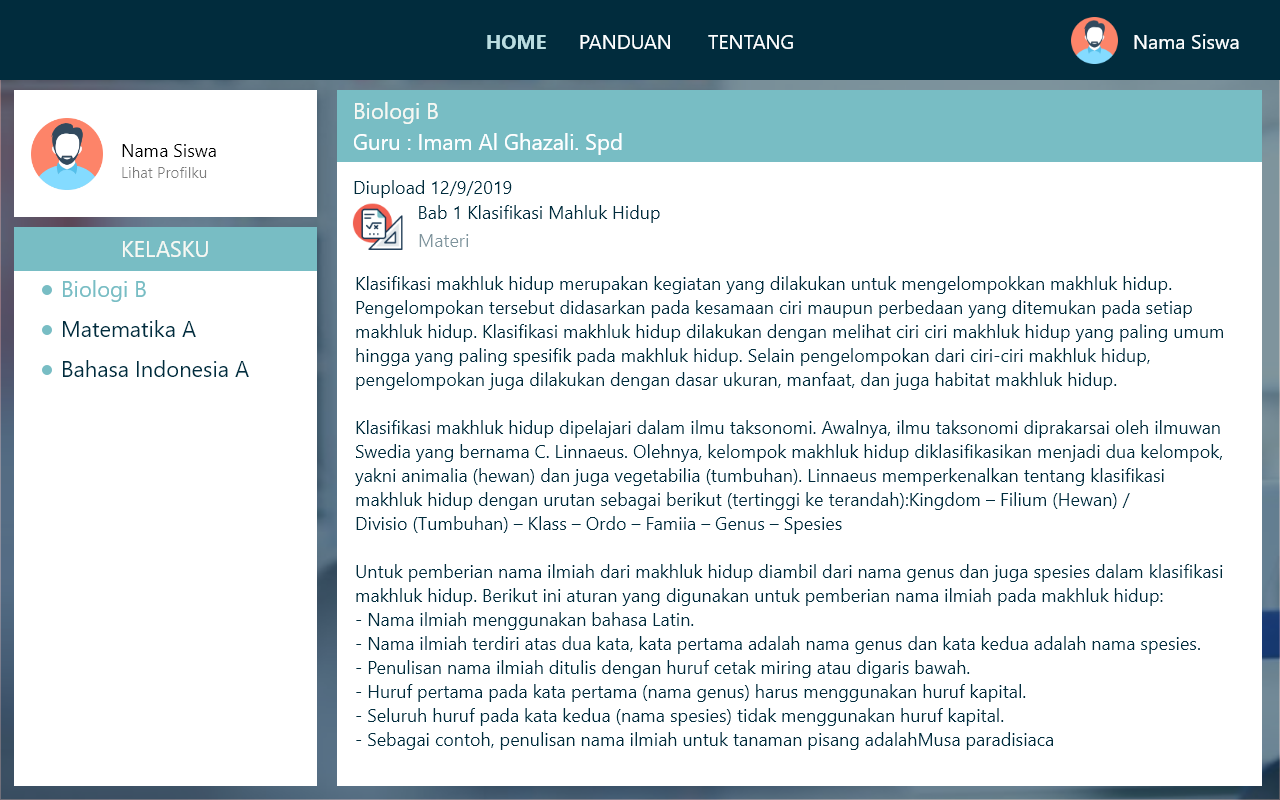 HOME PANDUAN TENTANG Nama Siswa
Nama Siswa
Lihat Profilku
KELASKU
Biologi B
Matematika A
Bahasa Indonesia A
Biologi B
Guru : Imam Al Ghazali. Spd
Diupload 12/9/2019
Bab 1 Klasifikasi Mahluk Hidup
Materi
Klasifikasi makhluk hidup merupakan kegiatan yang dilakukan untuk mengelompokkan makhluk hidup.
Pengelompokan tersebut didasarkan pada kesamaan ciri maupun perbedaan yang ditemukan pada setiap
makhluk hidup. Klasifikasi makhluk hidup dilakukan dengan melihat ciri ciri makhluk hidup yang paling umum
hingga yang paling spesifik pada makhluk hidup. Selain pengelompokan dari ciri-ciri makhluk hidup,
pengelompokan juga dilakukan dengan dasar ukuran, manfaat, dan juga habitat makhluk hidup.
Klasifikasi makhluk hidup dipelajari dalam ilmu taksonomi. Awalnya, ilmu taksonomi diprakarsai oleh ilmuwan
Swedia yang bernama C. Linnaeus. Olehnya, kelompok makhluk hidup diklasifikasikan menjadi dua kelompok,
yakni animalia (hewan) dan juga vegetabilia (tumbuhan). Linnaeus memperkenalkan tentang klasifikasi
makhluk hidup dengan urutan sebagai berikut (tertinggi ke terandah):Kingdom – Filium (Hewan) /
Divisio (Tumbuhan) – Klass – Ordo – Famiia – Genus – Spesies
Untuk pemberian nama ilmiah dari makhluk hidup diambil dari nama genus dan juga spesies dalam klasifikasi
makhluk hidup. Berikut ini aturan yang digunakan untuk pemberian nama ilmiah pada makhluk hidup:
- Nama ilmiah menggunakan bahasa Latin.
- Nama ilmiah terdiri atas dua kata, kata pertama adalah nama genus dan kata kedua adalah nama spesies.
- Penulisan nama ilmiah ditulis dengan huruf cetak miring atau digaris bawah.
- Huruf pertama pada kata pertama (nama genus) harus menggunakan huruf kapital.
- Seluruh huruf pada kata kedua (nama spesies) tidak menggunakan huruf kapital.
- Sebagai contoh, penulisan nama ilmiah untuk tanaman pisang adalahMusa paradisiaca